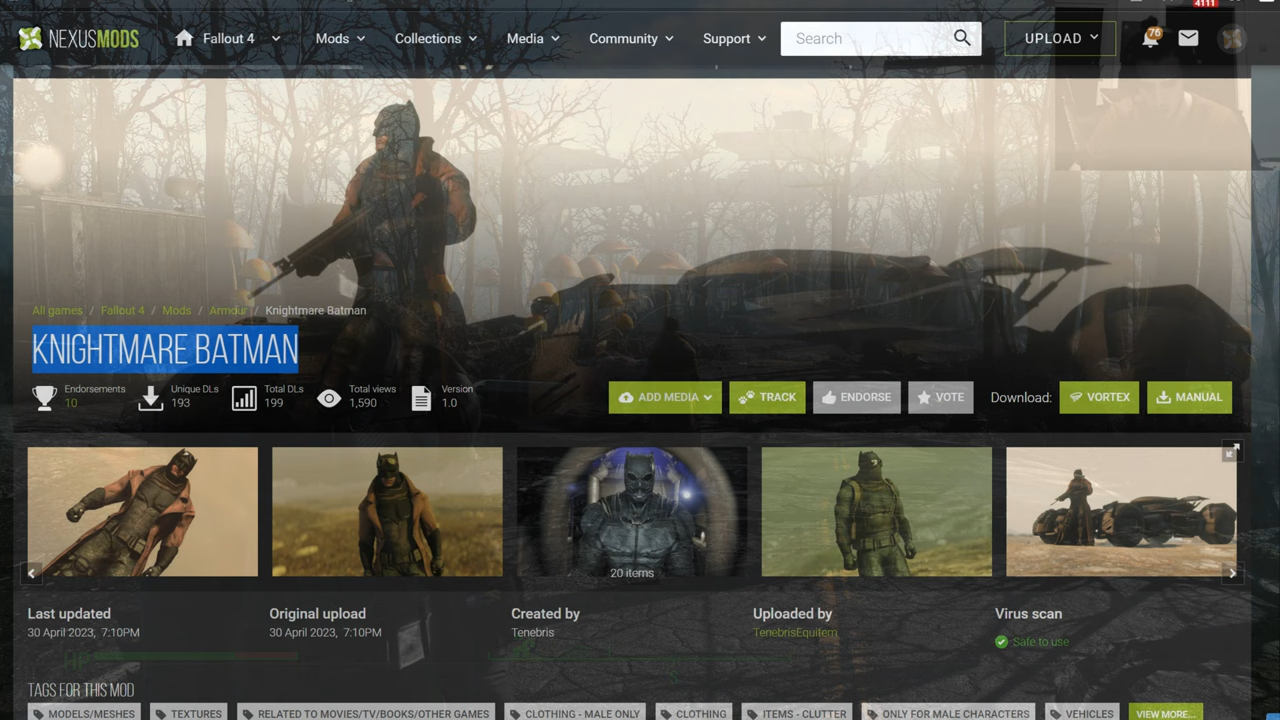 4111
NEXUSMODS
Fallout 4
Mods
Collections
Media
Community
Support
Search
UPLOAD
76
All games / Fallout 4 / Mods / Armour / Knightmare Batman
KNIGHTMARE BATMAN
Endorsements
10
Unique DLs
193
Total DLs
199
Total views
1,590
Version
1.0
ADD MEDIA
TRACK
ENDORSE
VOTE
Download:
VORTEX
MANUAL
20 items
Last updated
30 April 2023, 7:10PM
Original upload
30 April 2023, 7:10PM
Created by
Tenebris
Uploaded by
TenebrisEquitem
Virus scan
Safe to use
HP
TAGS FOR THIS MOD
MODELS/MESHES
TEXTURES
RELATED TO MOVIES/TV/BOOKS/OTHER GAMES
CLOTHING - MALE ONLY
CLOTHING
ITEMS - CLUTTER
ONLY FOR MALE CHARACTERS
VEHICLES
VIEW MORE...